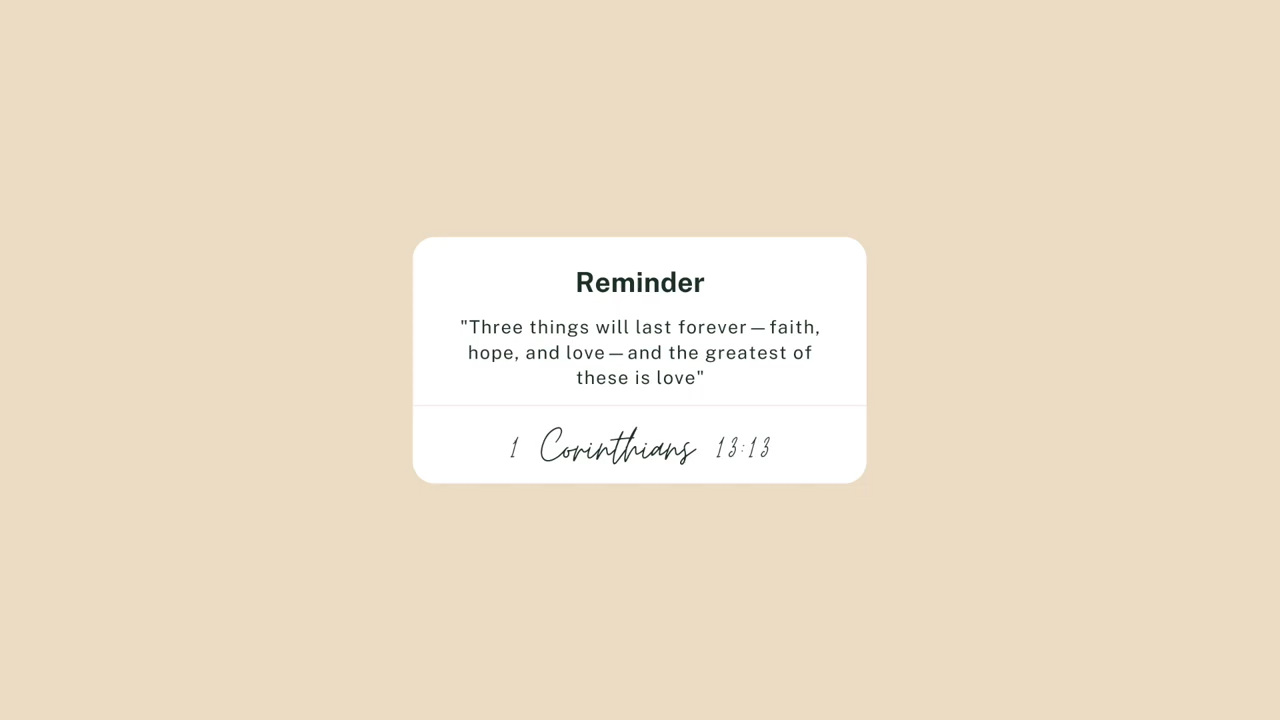 Reminder
"Three things will last forever—faith,
hope, and love—and the greatest of
these is love"
1 Corinthians 13:13